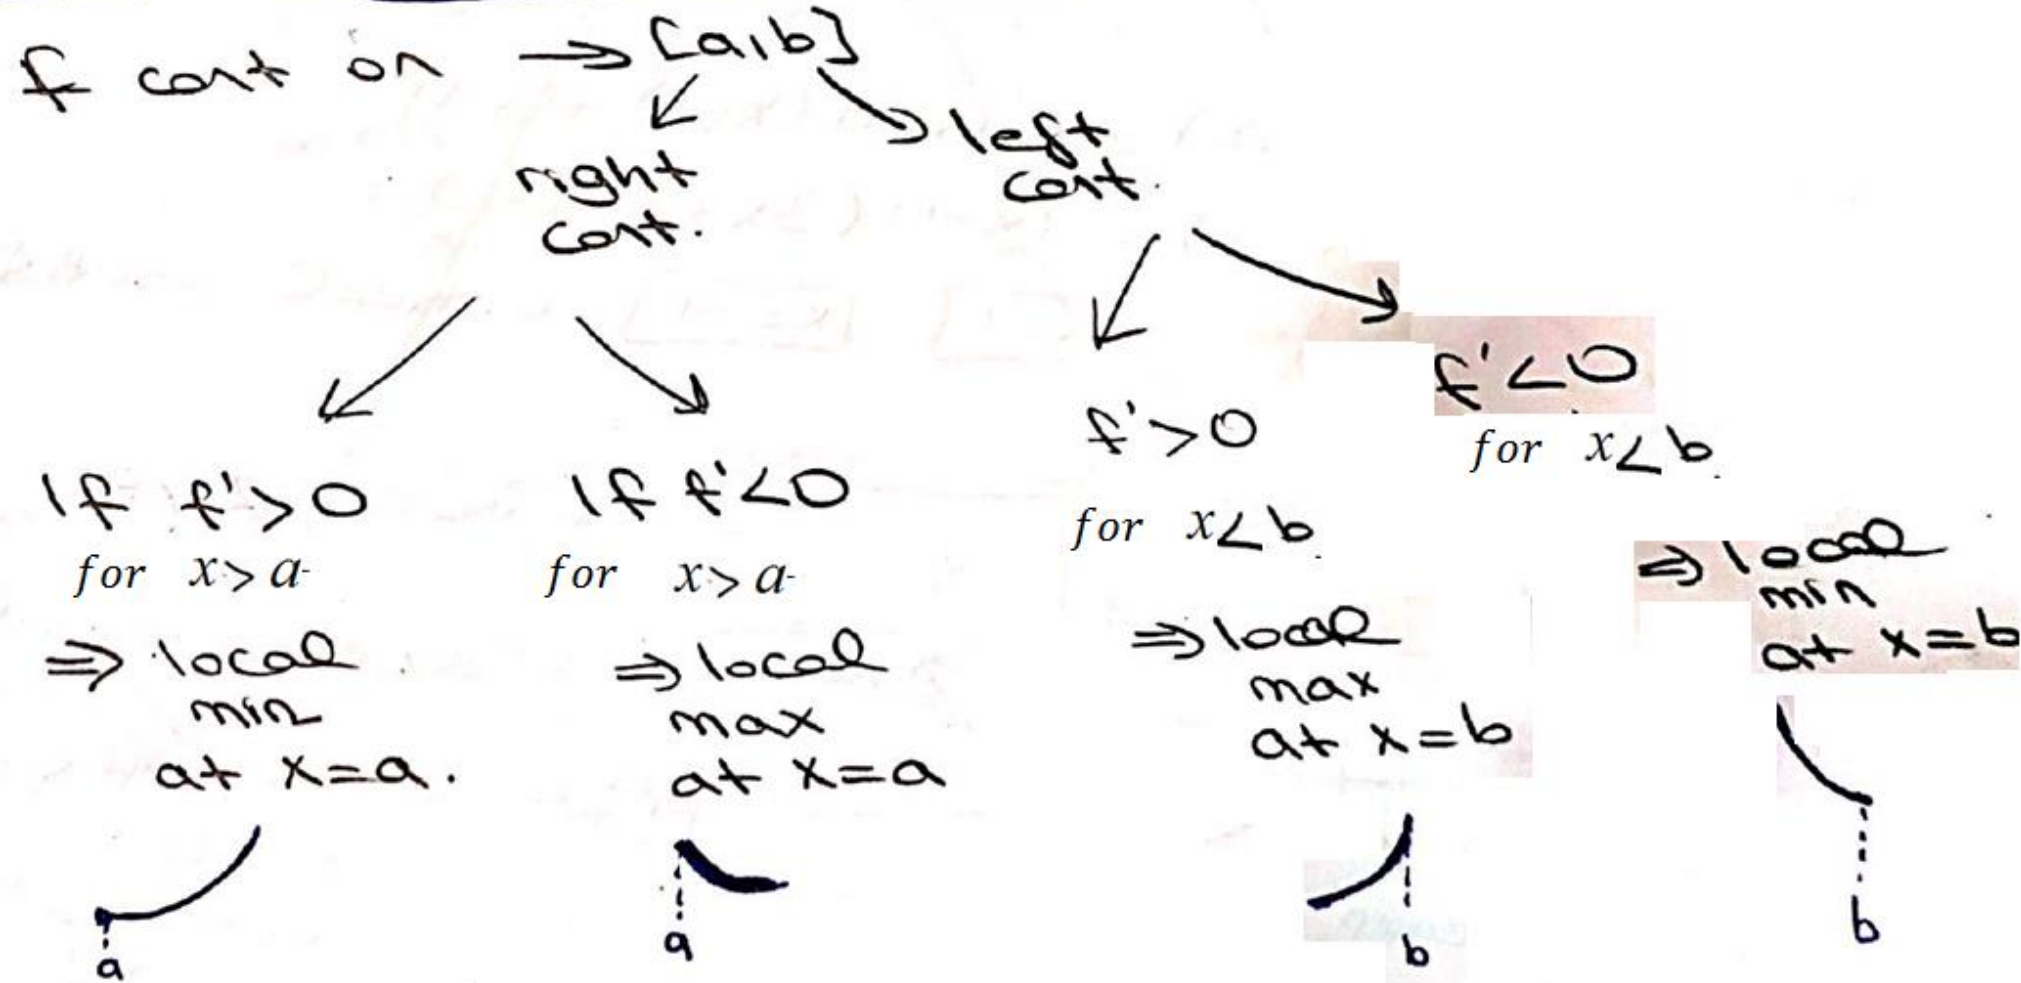 f cont on → [a,b]
right
cont.
left
cont.
If f'>0
for x>a
⇒ local
min
at x=a.
a
If f'<0
for x>a
⇒ local
max
at x=a
a
f'>0
for x<b
⇒ local
max
at x=b
b
f'<0
for x<b
⇒ local
min
at x=b
b